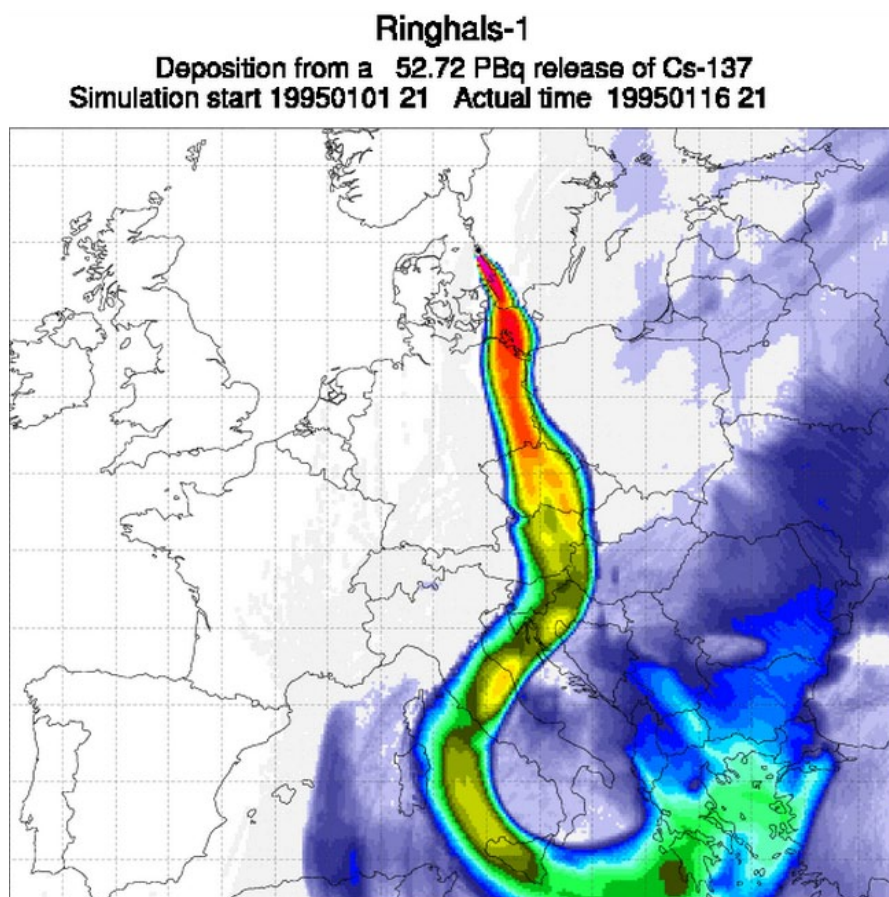 Ringhals-1
Deposition from a 52.72 PBq release of Cs-137
Simulation start 19950101 21 Actual time 19950116 21